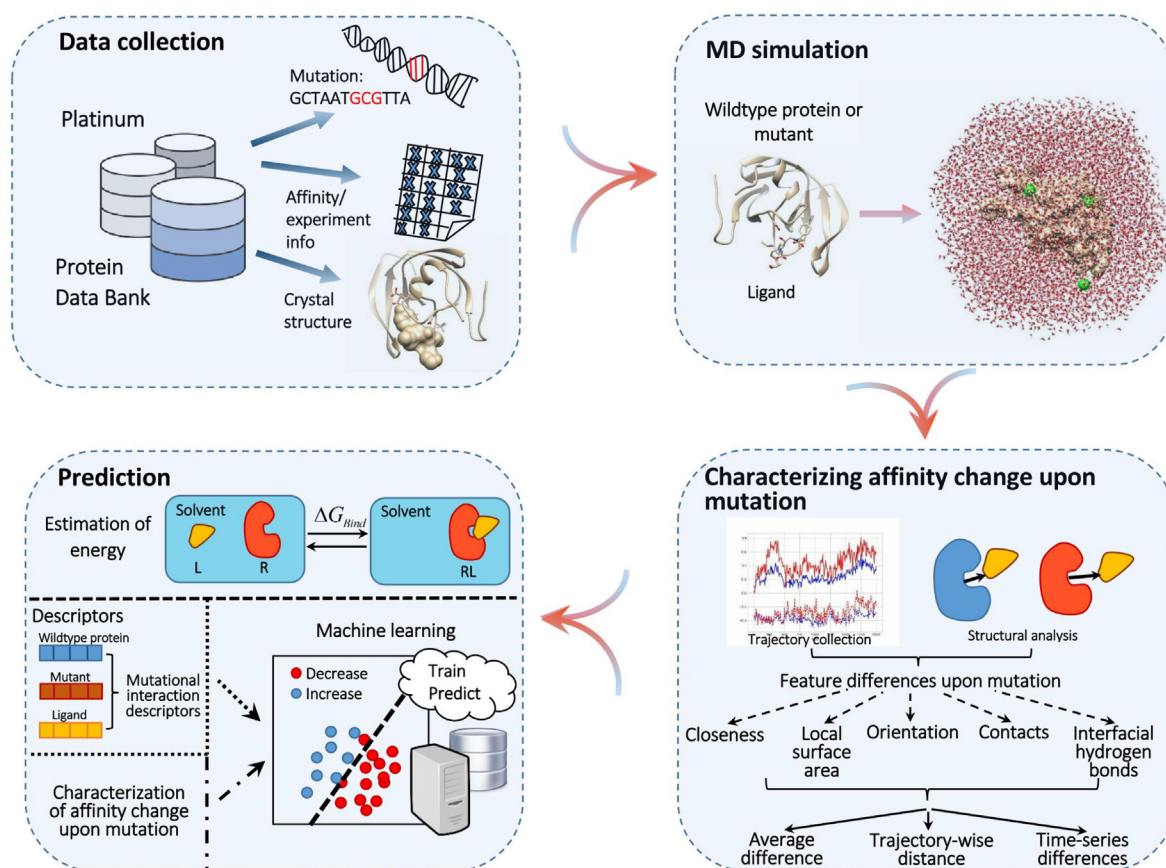 Data collection
Mutation:
GCTAATGCGTTA
Platinum
Affinity/
experiment
info
Protein
Data Bank
Crystal
structure
MD simulation
Wildtype protein or
mutant
Ligand
Characterizing affinity change upon
mutation
Trajectory collection
Structural analysis
Feature differences upon mutation
Closeness
Local
surface
area
Orientation
Contacts
Interfacial
hydrogen
bonds
Average
difference
Trajectory-wise
distance
Time-series
differences
Prediction
Estimation of
energy
Solvent
L
R
ΔG_Bind
Solvent
RL
Descriptors
Wildtype protein
Mutant
Ligand
Mutational
interaction
descriptors
Machine learning
Decrease
Increase
Train
Predict
Characterization
of affinity change
upon mutation